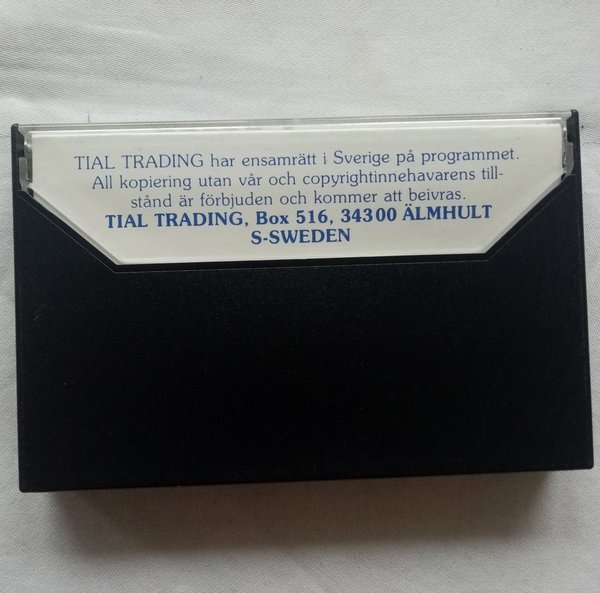 TIAL TRADING har ensamrätt i Sverige på programmet.
All kopiering utan vår och copyrightinnehavarens till-
stånd är förbjuden och kommer att beivras.
TIAL TRADING, Box 516, 34300 ÄLMHULT
S-SWEDEN